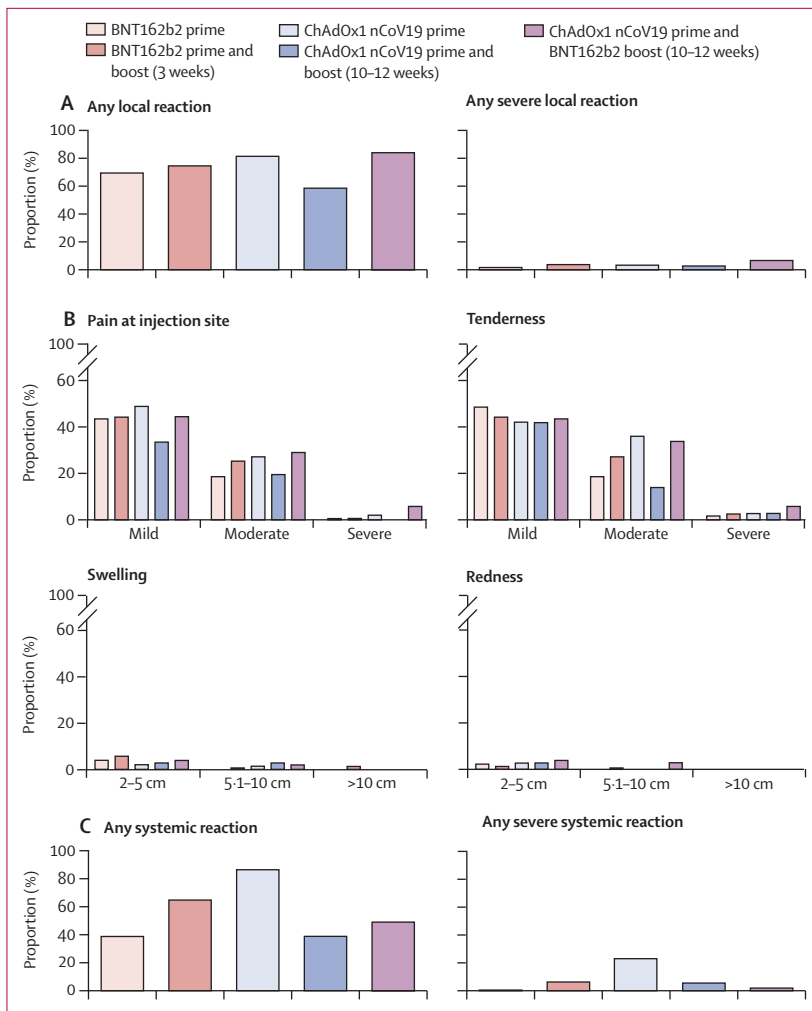 BNT162b2 prime
BNT162b2 prime and
boost (3 weeks)
ChAdOx1 nCoV19 prime
ChAdOx1 nCoV19 prime and
boost (10–12 weeks)
ChAdOx1 nCoV19 prime and
BNT162b2 boost (10–12 weeks)
A Any local reaction
Any severe local reaction
Proportion (%)
100
80
60
40
20
0
B Pain at injection site
Tenderness
Proportion (%)
100
60
40
20
0
Mild Moderate Severe
Mild Moderate Severe
Swelling
Redness
Proportion (%)
100
60
40
20
0
2–5 cm 5·1–10 cm >10 cm
2–5 cm 5·1–10 cm >10 cm
C Any systemic reaction
Any severe systemic reaction
Proportion (%)
100
80
60
40
20
0